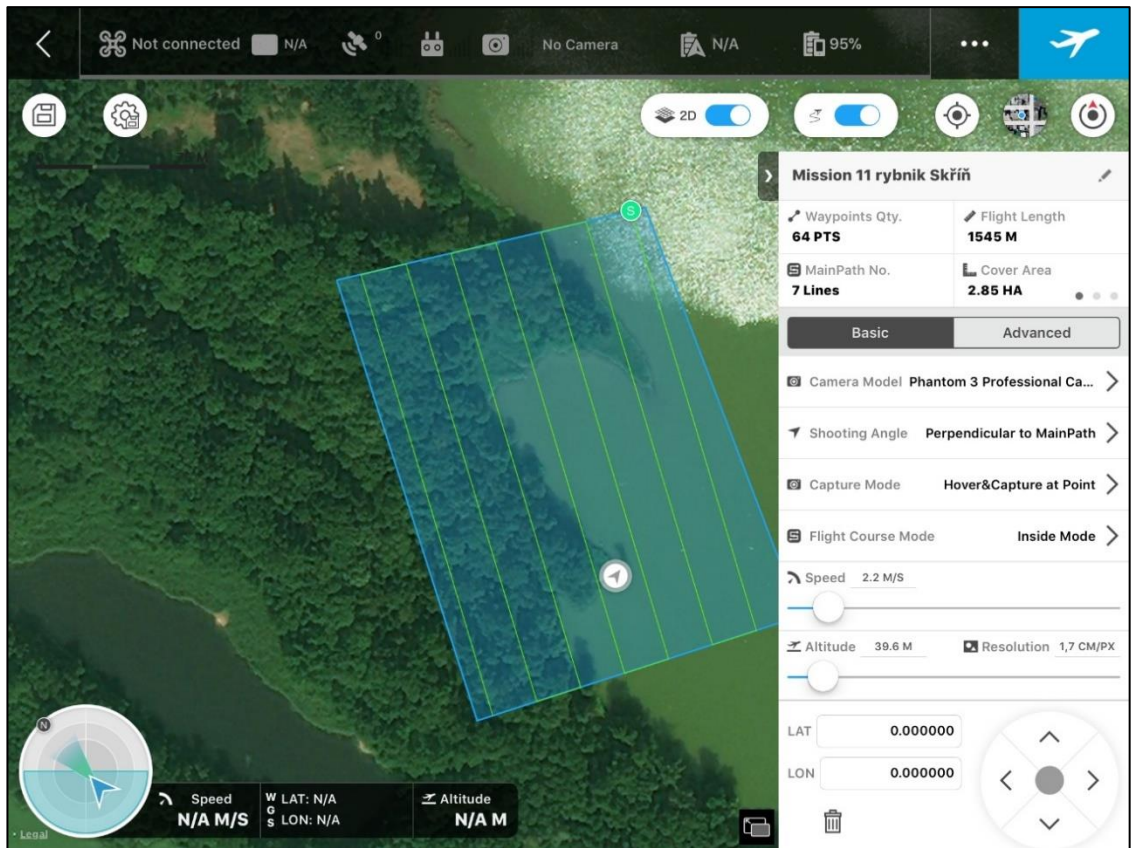 Not connected N/A 0 No Camera N/A 95%
2D
Mission 11 rybnik Skříň
Waypoints Qty. Flight Length
64 PTS 1545 M
MainPath No. Cover Area
7 Lines 2.85 HA
S
Basic Advanced
Camera Model Phantom 3 Professional Ca...
Shooting Angle Perpendicular to MainPath
Capture Mode Hover&Capture at Point
Flight Course Mode Inside Mode
Speed 2.2 M/S
Altitude 39.6 M Resolution 1,7 CM/PX
LAT 0.000000
LON 0.000000
N
Speed WGS LAT: N/A Altitude
N/A M/S LON: N/A N/A M
Legal